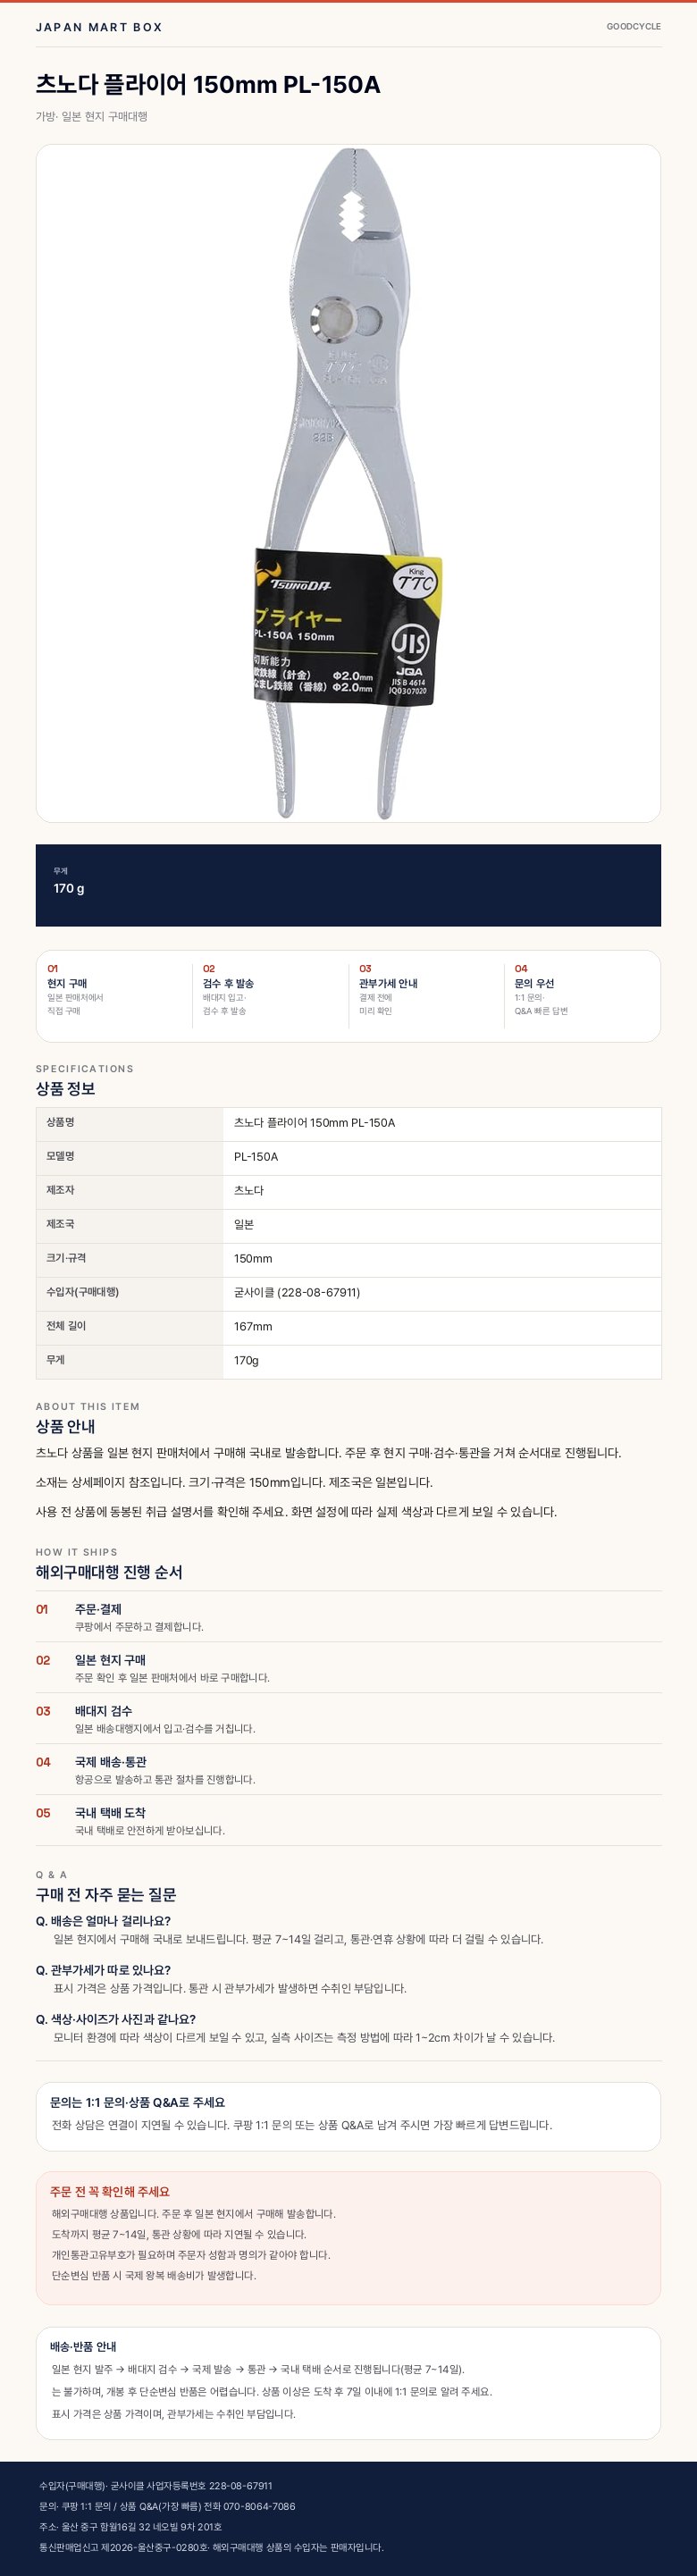 JAPAN MART BOX
GOODCYCLE
츠노다 플라이어 150mm PL-150A
가방· 일본 현지 구매대행
TSUNODA
King
TTC
プライヤー
PL-150A 150mm
切断能力
軟鉄線（針金） Φ2.0mm
なまし鉄線（番線） Φ2.0mm
JIS
JQA
JIS B 4614
JQ0307020
무게
170 g
01
현지 구매
일본 판매처에서
직접 구매
02
검수 후 발송
배대지 입고·
검수 후 발송
03
관부가세 안내
결제 전에
미리 확인
04
문의 우선
1:1 문의·
Q&A 빠른 답변
SPECIFICATIONS
상품 정보
상품명 츠노다 플라이어 150mm PL-150A
모델명 PL-150A
제조자 츠노다
제조국 일본
크기·규격 150mm
수입자(구매대행) 굳사이클 (228-08-67911)
전체 길이 167mm
무게 170g
ABOUT THIS ITEM
상품 안내
츠노다 상품을 일본 현지 판매처에서 구매해 국내로 발송합니다. 주문 후 현지 구매·검수·통관을 거쳐 순서대로 진행됩니다.
소재는 상세페이지 참조입니다. 크기·규격은 150mm입니다. 제조국은 일본입니다.
사용 전 상품에 동봉된 취급 설명서를 확인해 주세요. 화면 설정에 따라 실제 색상과 다르게 보일 수 있습니다.
HOW IT SHIPS
해외구매대행 진행 순서
01 주문·결제
쿠팡에서 주문하고 결제합니다.
02 일본 현지 구매
주문 확인 후 일본 판매처에서 바로 구매합니다.
03 배대지 검수
일본 배송대행지에서 입고·검수를 거칩니다.
04 국제 배송·통관
항공으로 발송하고 통관 절차를 진행합니다.
05 국내 택배 도착
국내 택배로 안전하게 받아보십니다.
Q & A
구매 전 자주 묻는 질문
Q. 배송은 얼마나 걸리나요?
일본 현지에서 구매해 국내로 보내드립니다. 평균 7~14일 걸리고, 통관·연휴 상황에 따라 더 걸릴 수 있습니다.
Q. 관부가세가 따로 있나요?
표시 가격은 상품 가격입니다. 통관 시 관부가세가 발생하면 수취인 부담입니다.
Q. 색상·사이즈가 사진과 같나요?
모니터 환경에 따라 색상이 다르게 보일 수 있고, 실측 사이즈는 측정 방법에 따라 1~2cm 차이가 날 수 있습니다.
문의는 1:1 문의·상품 Q&A로 주세요
전화 상담은 연결이 지연될 수 있습니다. 쿠팡 1:1 문의 또는 상품 Q&A로 남겨 주시면 가장 빠르게 답변드립니다.
주문 전 꼭 확인해 주세요
해외구매대행 상품입니다. 주문 후 일본 현지에서 구매해 발송합니다.
도착까지 평균 7~14일, 통관 상황에 따라 지연될 수 있습니다.
개인통관고유부호가 필요하며 주문자 성함과 명의가 같아야 합니다.
단순변심 반품 시 국제 왕복 배송비가 발생합니다.
배송·반품 안내
일본 현지 발주 → 배대지 검수 → 국제 발송 → 통관 → 국내 택배 순서로 진행됩니다(평균 7~14일).
는 불가하며, 개봉 후 단순변심 반품은 어렵습니다. 상품 이상은 도착 후 7일 이내에 1:1 문의로 알려 주세요.
표시 가격은 상품 가격이며, 관부가세는 수취인 부담입니다.
수입자(구매대행)· 굳사이클 사업자등록번호 228-08-67911
문의· 쿠팡 1:1 문의 / 상품 Q&A(가장 빠름) 전화 070-8064-7086
주소· 울산 중구 함월16길 32 네오빌 9차 201호
통신판매업신고 제2026-울산중구-0280호· 해외구매대행 상품의 수입자는 판매자입니다.